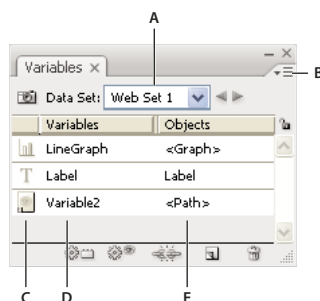 A
Variables
B
Data Set: Web Set 1
Variables Objects
LineGraph <Graph>
T Label Label
Variable2 <Path>
C D E